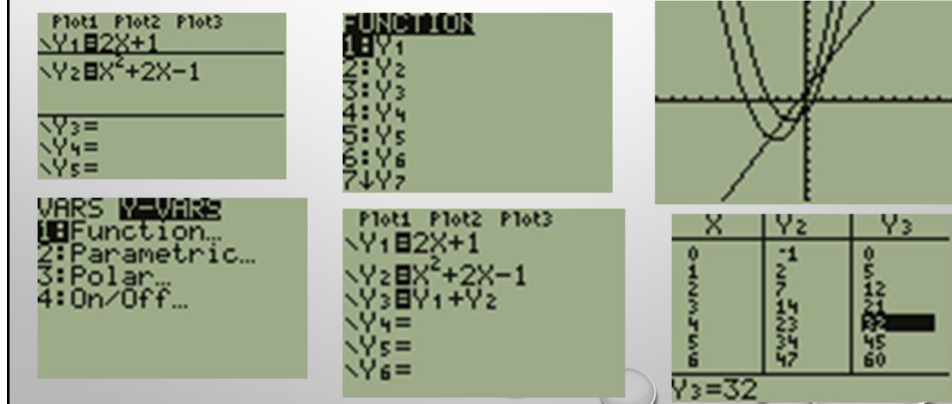 Plot1 Plot2 Plot3
\Y1=2X+1
\Y2=X²+2X-1
\Y3=
\Y4=
\Y5=
VARS Y-VARS
1:Function…
2:Parametric…
3:Polar…
4:On/Off…
FUNCTION
1:Y1
2:Y2
3:Y3
4:Y4
5:Y5
6:Y6
7↓Y7
Plot1 Plot2 Plot3
\Y1=2X+1
\Y2=X²+2X-1
\Y3=Y1+Y2
\Y4=
\Y5=
\Y6=
X Y2 Y3
0 -1 0
1 2 5
2 7 12
3 14 21
4 23 32
5 34 45
6 47 60
Y3=32